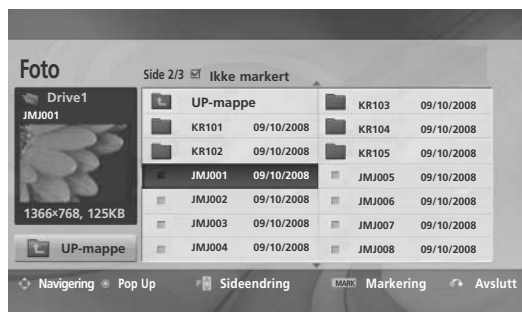 Foto
Side 2/3 Ikke markert
Drive1
JMJ001
1366×768, 125KB
UP-mappe
UP-mappe
KR101 09/10/2008
KR102 09/10/2008
JMJ001 09/10/2008
JMJ002 09/10/2008
JMJ003 09/10/2008
JMJ004 09/10/2008
KR103 09/10/2008
KR104 09/10/2008
KR105 09/10/2008
JMJ005 09/10/2008
JMJ006 09/10/2008
JMJ007 09/10/2008
JMJ008 09/10/2008
Navigering Pop Up P Sideendring MARK Markering Avslutt